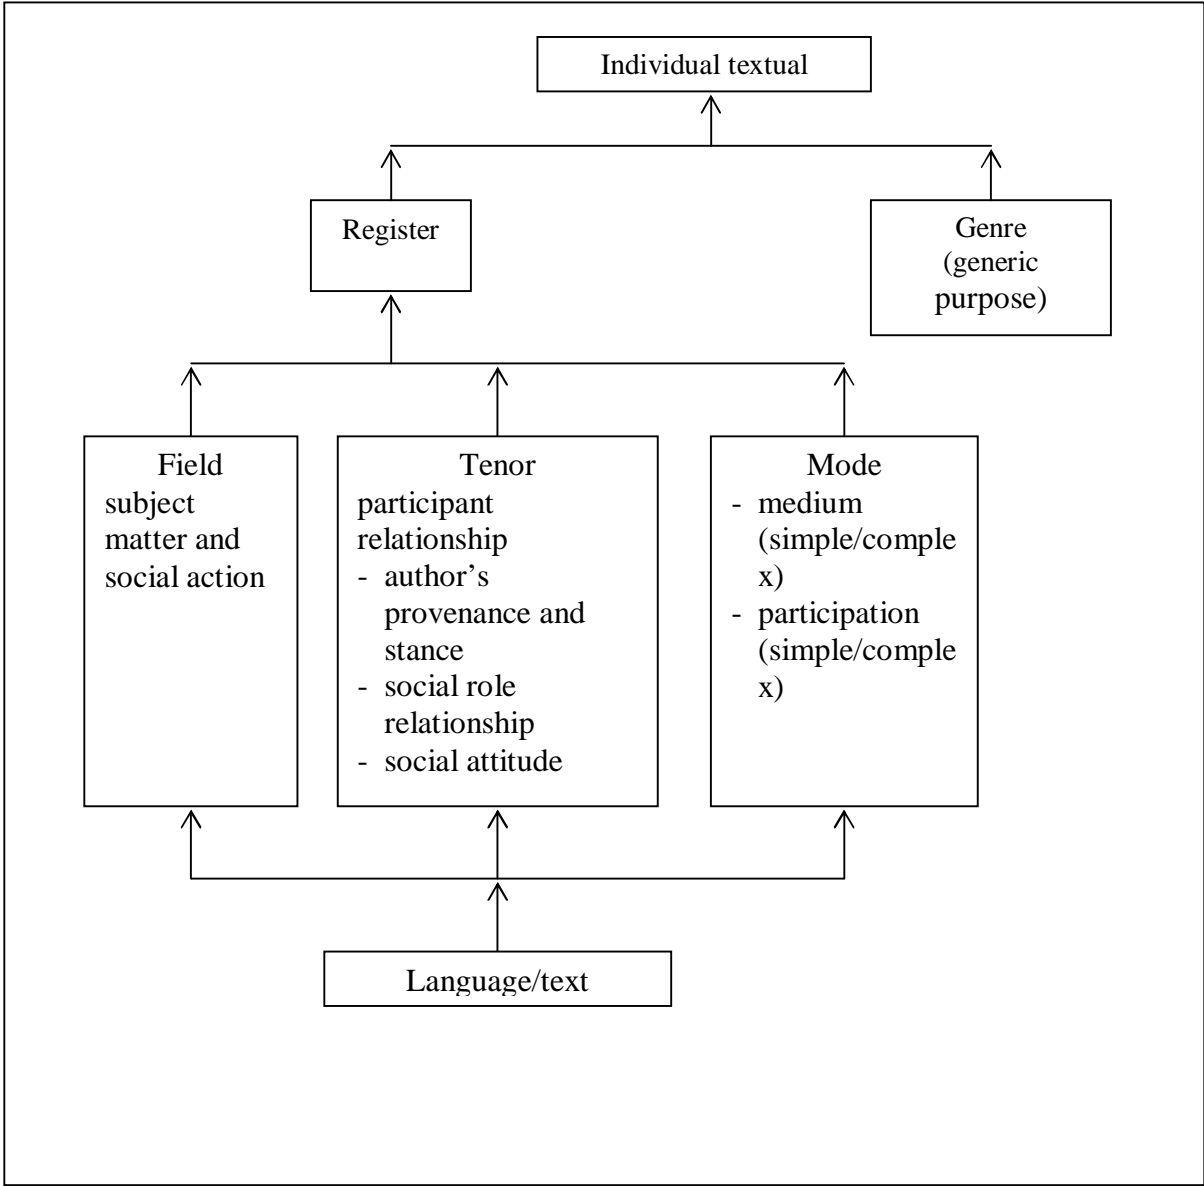 Individual textual
Register
Genre
(generic
purpose)
Field
subject
matter and
social action
Tenor
participant
relationship
- author’s
provenance and
stance
- social role
relationship
- social attitude
Mode
- medium
(simple/comple
x)
- participation
(simple/comple
x)
Language/text